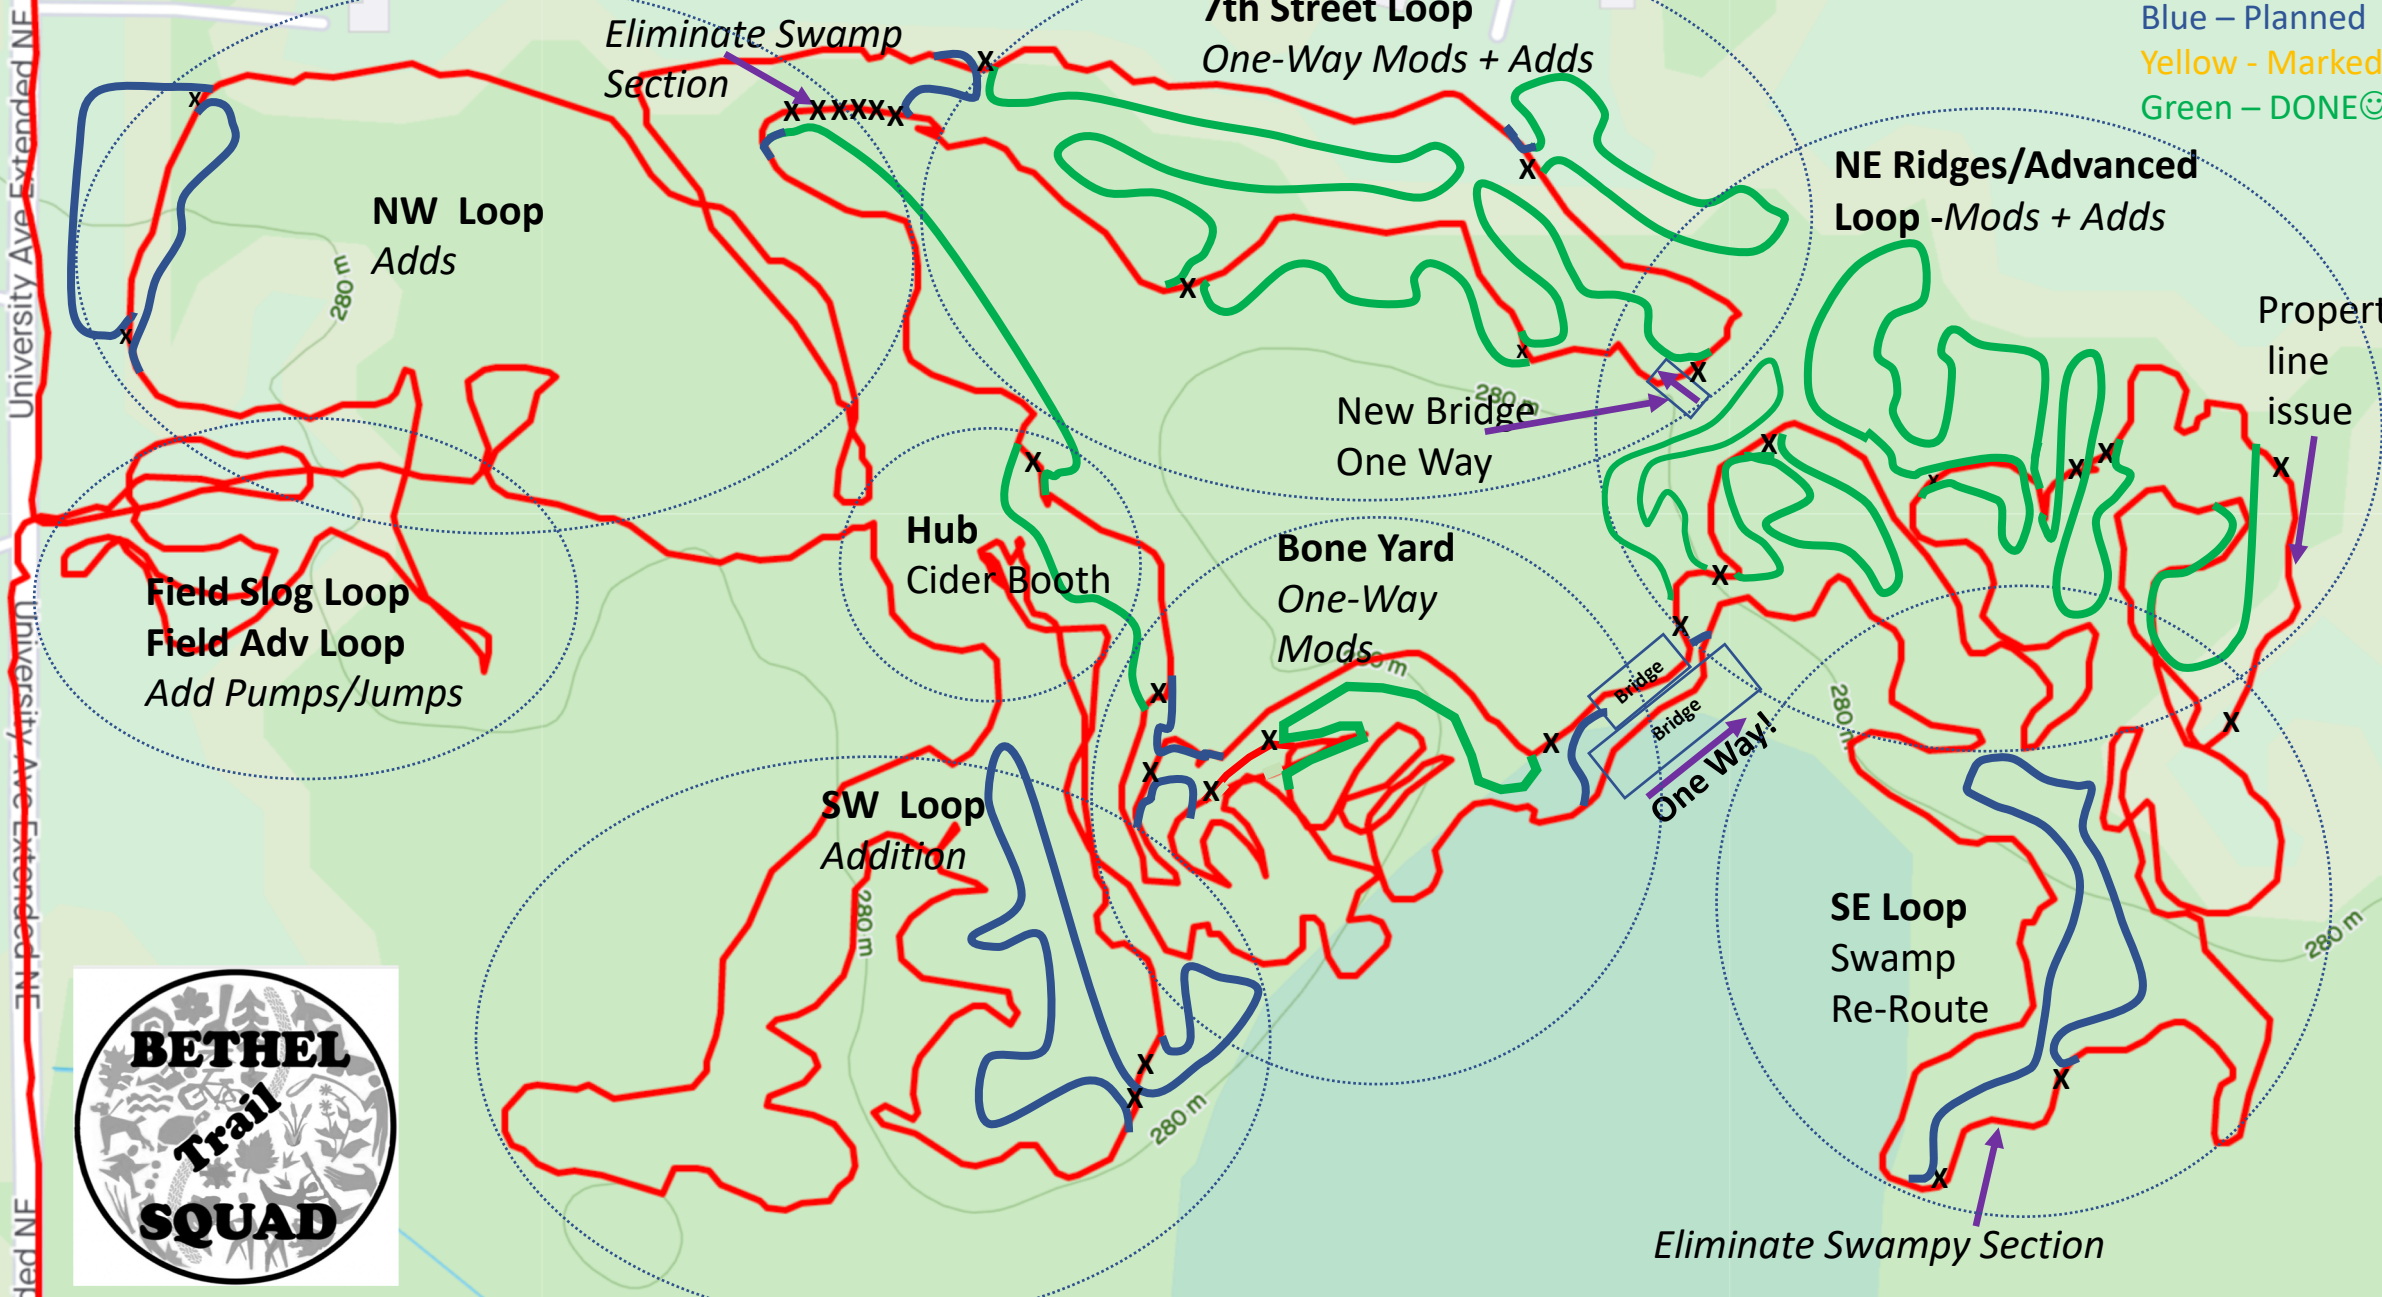 7th Street Loop
One-Way Mods + Adds
Blue – Planned
Yellow - Marked
Green – DONE☺
Eliminate Swamp
Section
X
X
X X X X X X
x
X
NE Ridges/Advanced
Loop -Mods + Adds
NW Loop
Adds
280 m
University Ave Extended NE
X
x
x
X
Propert
line
issue
280 m
New Bridge
One Way
X
X
x
X
X
X
X
Hub
Cider Booth
Bone Yard
One-Way
Mods
280 m
X
X
Field Slog Loop
Field Adv Loop
Add Pumps/Jumps
University Ave Extended NE
Bridge
Bridge
One Way!
X
X
X
X
X
X
280 m
SW Loop
Addition
280 m
SE Loop
Swamp
Re-Route
280 m
X
X
X
X
280 m
Eliminate Swampy Section
BETHEL
Trail
SQUAD
ded NE